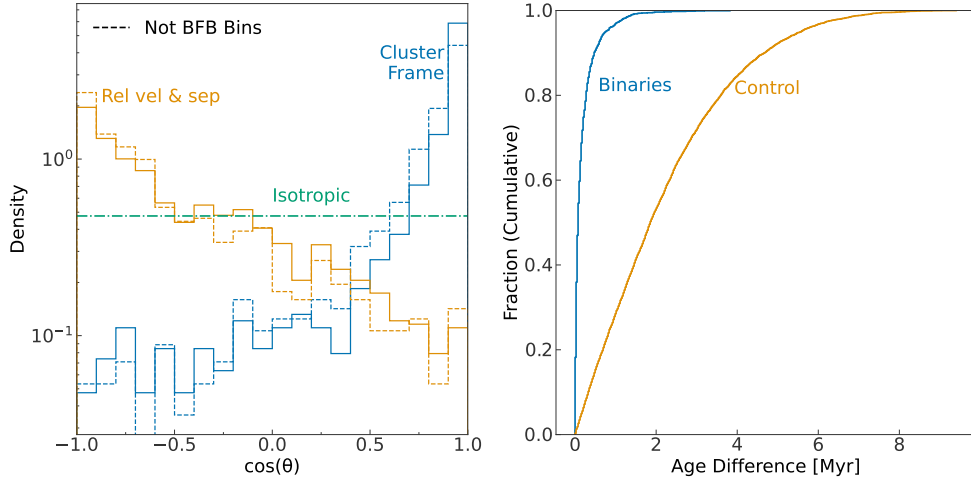 Not BFB Bins
Cluster
Frame
Rel vel & sep
Isotropic
Density
10⁰
10⁻¹
−1.0
−0.5
0.0
0.5
1.0
cos(θ)
Binaries
Control
Fraction (Cumulative)
1.0
0.8
0.6
0.4
0.2
0.0
0
2
4
6
8
Age Difference [Myr]